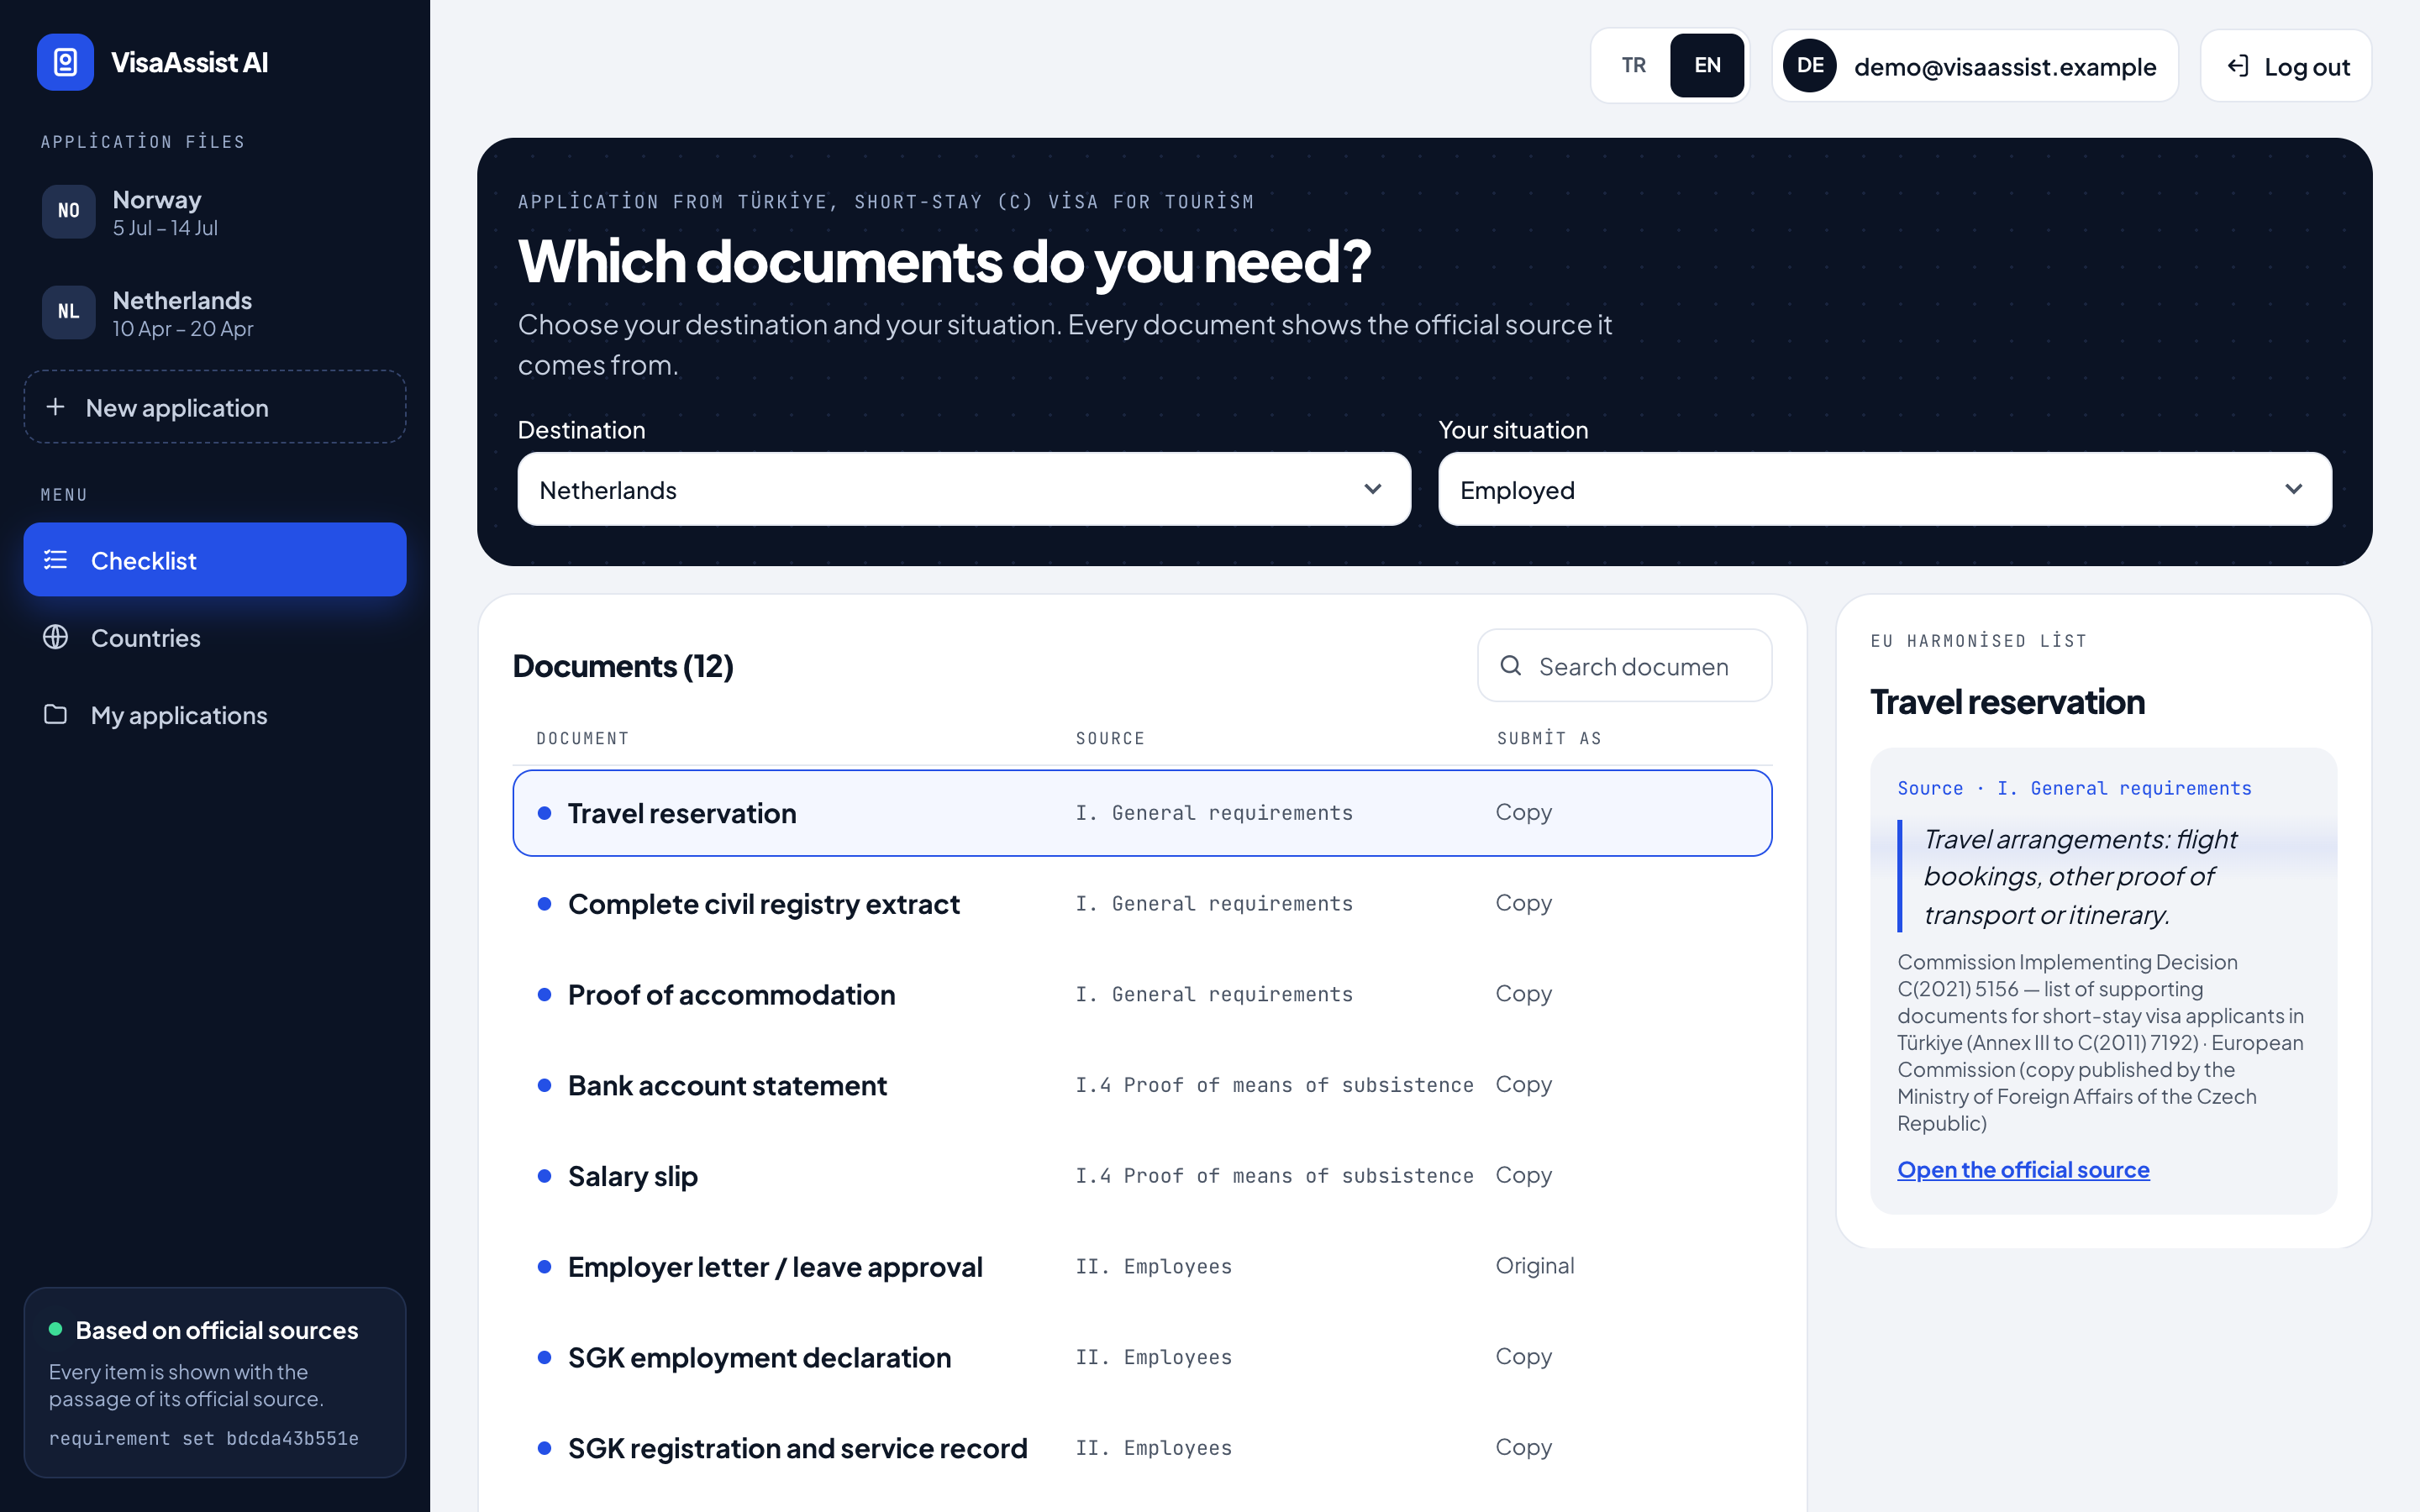 VisaAssist AI
APPLİCATİON FİLES
NO
Norway
5 Jul – 14 Jul
NL
Netherlands
10 Apr – 20 Apr
New application
MENU
Checklist
Countries
My applications
Based on official sources
Every item is shown with the
passage of its official source.
requirement set bdcda43b551e
TR
EN
DE
demo@visaassist.example
Log out
APPLİCATİON FROM TÜRKİYE, SHORT-STAY (C) VİSA FOR TOURİSM
Which documents do you need?
Choose your destination and your situation. Every document shows the official source it
comes from.
Destination
Your situation
Netherlands
Employed
Documents (12)
Search documen
DOCUMENT SOURCE SUBMİT AS
Travel reservation I. General requirements Copy
Complete civil registry extract I. General requirements Copy
Proof of accommodation I. General requirements Copy
Bank account statement I.4 Proof of means of subsistence Copy
Salary slip I.4 Proof of means of subsistence Copy
Employer letter / leave approval II. Employees Original
SGK employment declaration II. Employees Copy
SGK registration and service record II. Employees Copy
EU HARMONİSED LİST
Travel reservation
Source · I. General requirements
Travel arrangements: flight
bookings, other proof of
transport or itinerary.
Commission Implementing Decision
C(2021) 5156 — list of supporting
documents for short-stay visa applicants in
Türkiye (Annex III to C(2011) 7192) · European
Commission (copy published by the
Ministry of Foreign Affairs of the Czech
Republic)
Open the official source